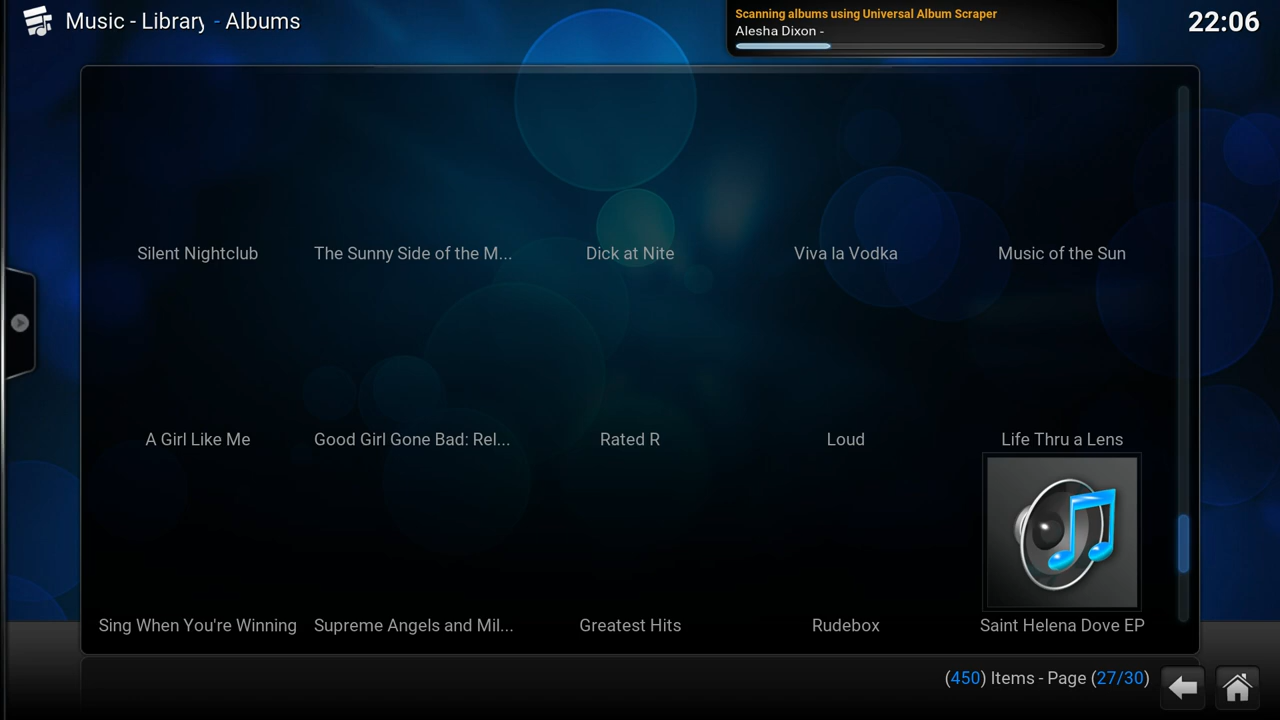 Music - Library - Albums
Scanning albums using Universal Album Scraper
Alesha Dixon -
22:06
Silent Nightclub
The Sunny Side of the M...
Dick at Nite
Viva la Vodka
Music of the Sun
A Girl Like Me
Good Girl Gone Bad: Rel...
Rated R
Loud
Life Thru a Lens
Sing When You're Winning
Supreme Angels and Mil...
Greatest Hits
Rudebox
Saint Helena Dove EP
(450) Items - Page (27/30)